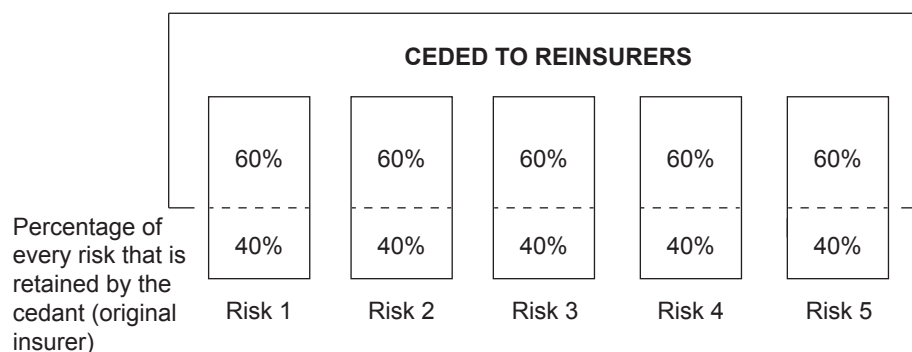 CEDED TO REINSURERS
60% 60% 60% 60% 60%
Percentage of
every risk that is
retained by the
cedant (original
insurer)
40% 40% 40% 40% 40%
Risk 1 Risk 2 Risk 3 Risk 4 Risk 5